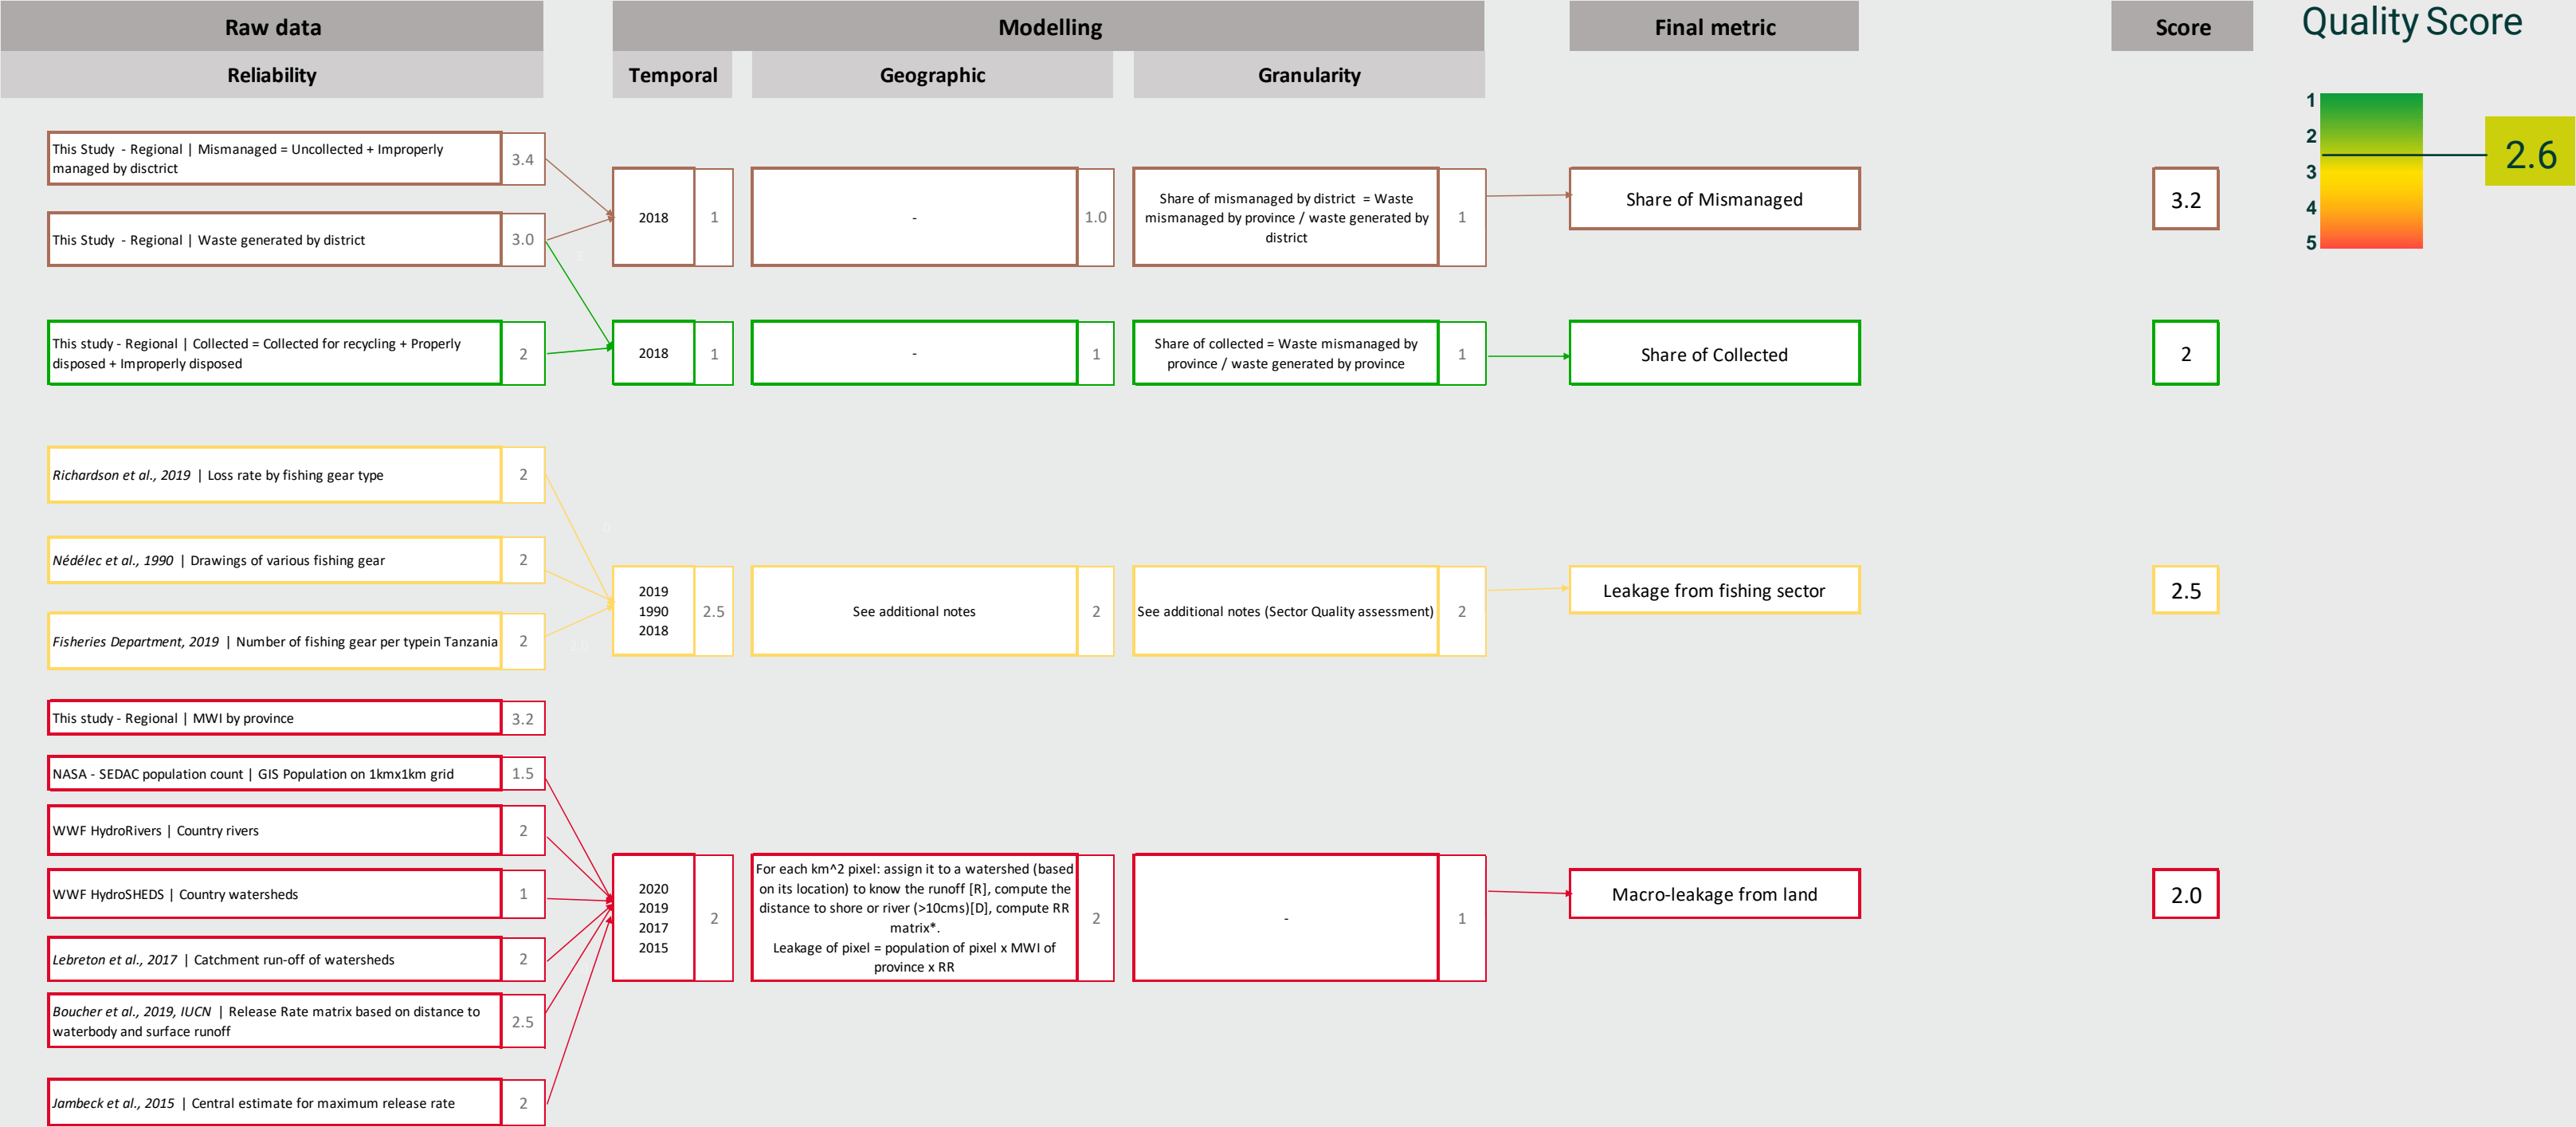 Raw data
Modelling
Final metric
Score
Quality Score
Reliability
Temporal
Geographic
Granularity
1
2
3
4
5
2.6
This Study - Regional | Mismanaged = Uncollected + Improperly
managed by disctrict
3.4
This Study - Regional | Waste generated by district
3.0
2018
1
-
1.0
Share of mismanaged by district = Waste
mismanaged by province / waste generated by
district
1
Share of Mismanaged
3.2
This study - Regional | Collected = Collected for recycling + Properly
disposed + Improperly disposed
2
2018
1
-
1
Share of collected = Waste mismanaged by
province / waste generated by province
1
Share of Collected
2
Richardson et al., 2019 | Loss rate by fishing gear type
2
0
Nédélec et al., 1990 | Drawings of various fishing gear
2
Fisheries Department, 2019 | Number of fishing gear per typein Tanzania
2
2.0
2019
1990
2018
2.5
See additional notes
2
See additional notes (Sector Quality assessment)
2
Leakage from fishing sector
2.5
This study - Regional | MWI by province
3.2
NASA - SEDAC population count | GIS Population on 1kmx1km grid
1.5
WWF HydroRivers | Country rivers
2
WWF HydroSHEDS | Country watersheds
1
Lebreton et al., 2017 | Catchment run-off of watersheds
2
Boucher et al., 2019, IUCN | Release Rate matrix based on distance to
waterbody and surface runoff
2.5
Jambeck et al., 2015 | Central estimate for maximum release rate
2
2020
2019
2017
2015
2
For each km^2 pixel: assign it to a watershed (based
on its location) to know the runoff [R], compute the
distance to shore or river (>10cms)[D], compute RR
matrix*.
Leakage of pixel = population of pixel x MWI of
province x RR
2
-
1
Macro-leakage from land
2.0